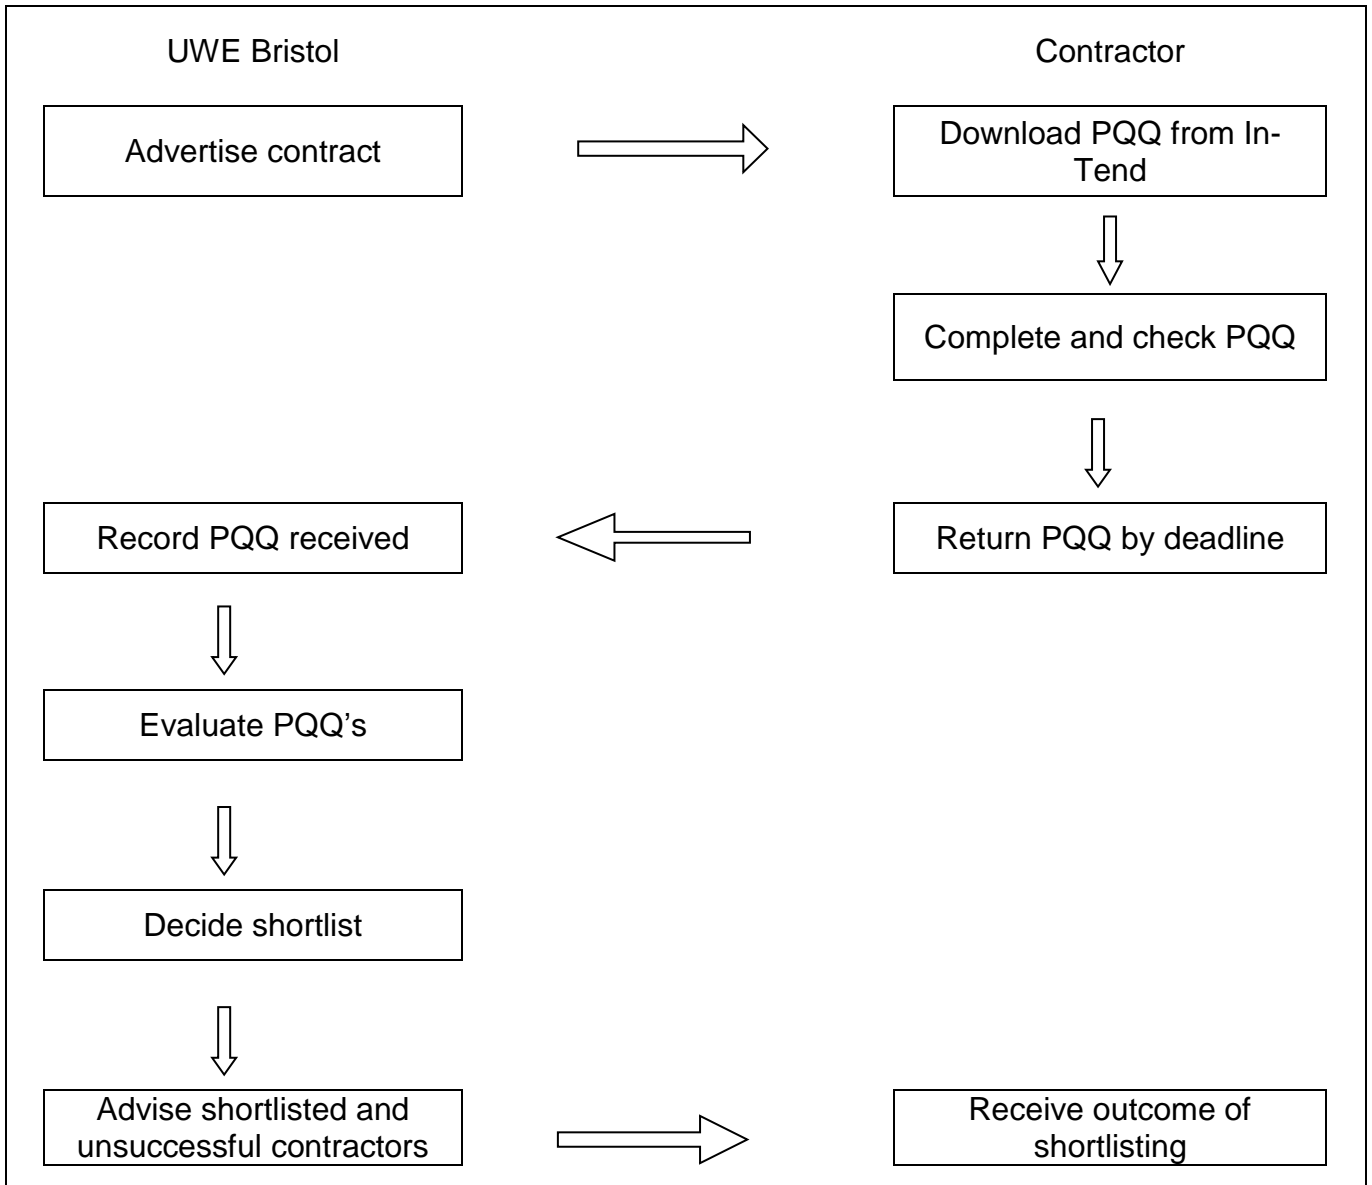 UWE Bristol
Contractor
Advertise contract
Download PQQ from In-
Tend
Complete and check PQQ
Record PQQ received
Return PQQ by deadline
Evaluate PQQ’s
Decide shortlist
Advise shortlisted and
unsuccessful contractors
Receive outcome of
shortlisting